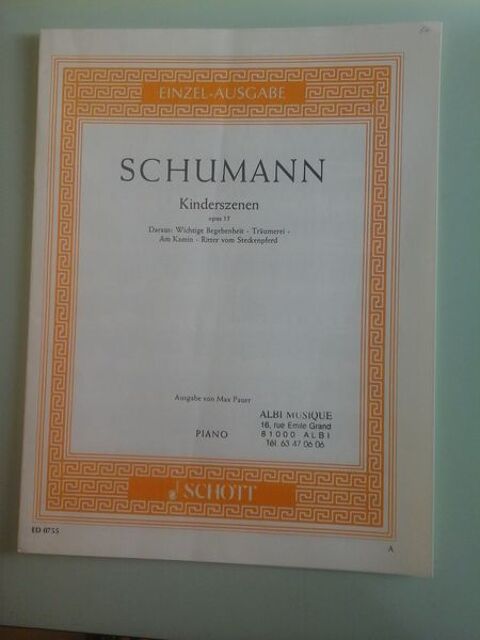 EINZEL-AUSGABE
SCHUMANN
Kinderszenen
opus 15
Daraus: Wichtige Begebenheit - Träumerei -
Am Kamin - Ritter vom Steckenpferd
Ausgabe von Max Pauer
ALBI MUSIQUE
16, rue Emile Grand
81000 ALBI
Tél. 63 47 06 06
PIANO
SCHOTT
ED 0755
A